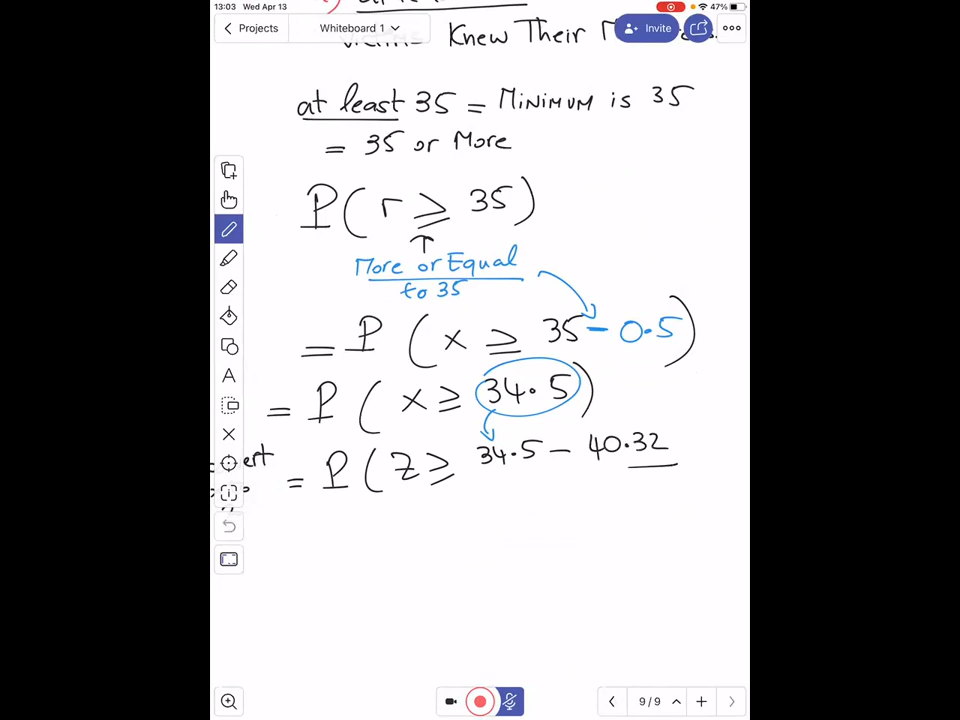 13:03 Wed Apr 13
47%
Projects
Whiteboard 1
Knew Their
Invite
at least 35 = Minimum is 35
= 35 or More
P( r ≥ 35)
↑
More or Equal
to 35
= P ( x ≥ 35 - 0.5)
= P ( x ≥ 34.5)
= P ( z ≥ 34.5 - 40.32
A
9/9